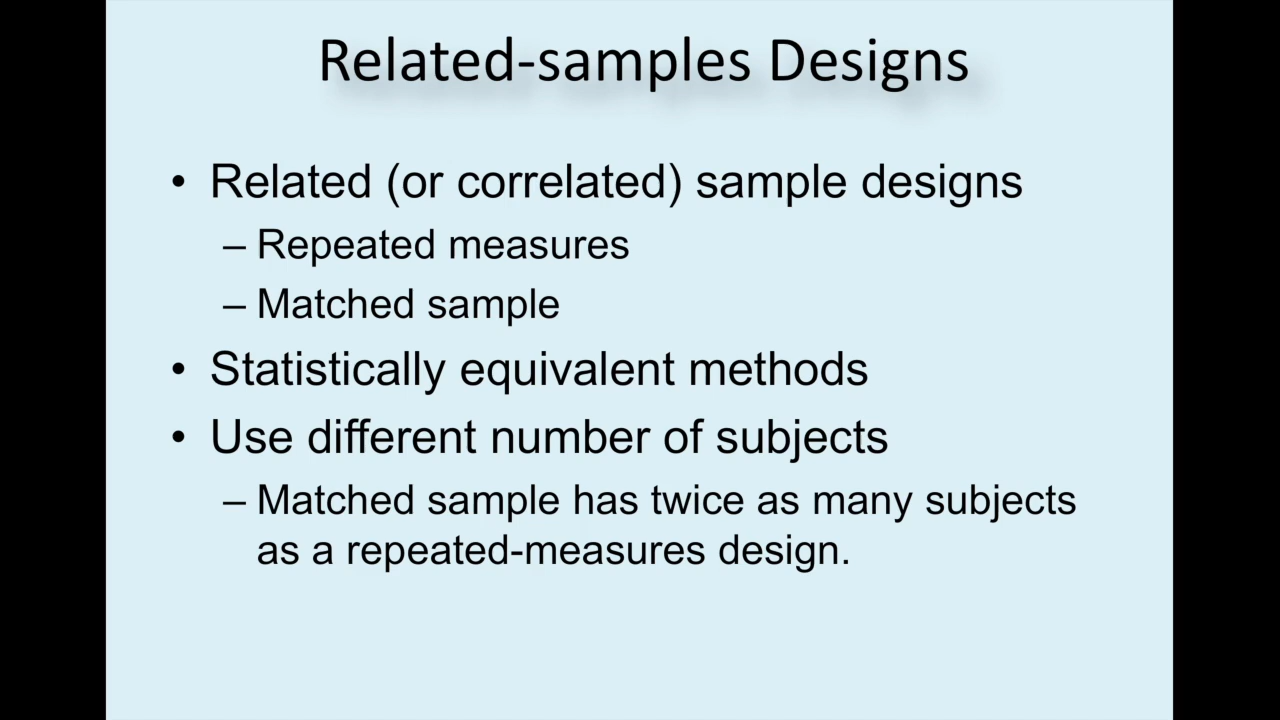 Related-samples Designs
• Related (or correlated) sample designs
– Repeated measures
– Matched sample
• Statistically equivalent methods
• Use different number of subjects
– Matched sample has twice as many subjects
as a repeated-measures design.